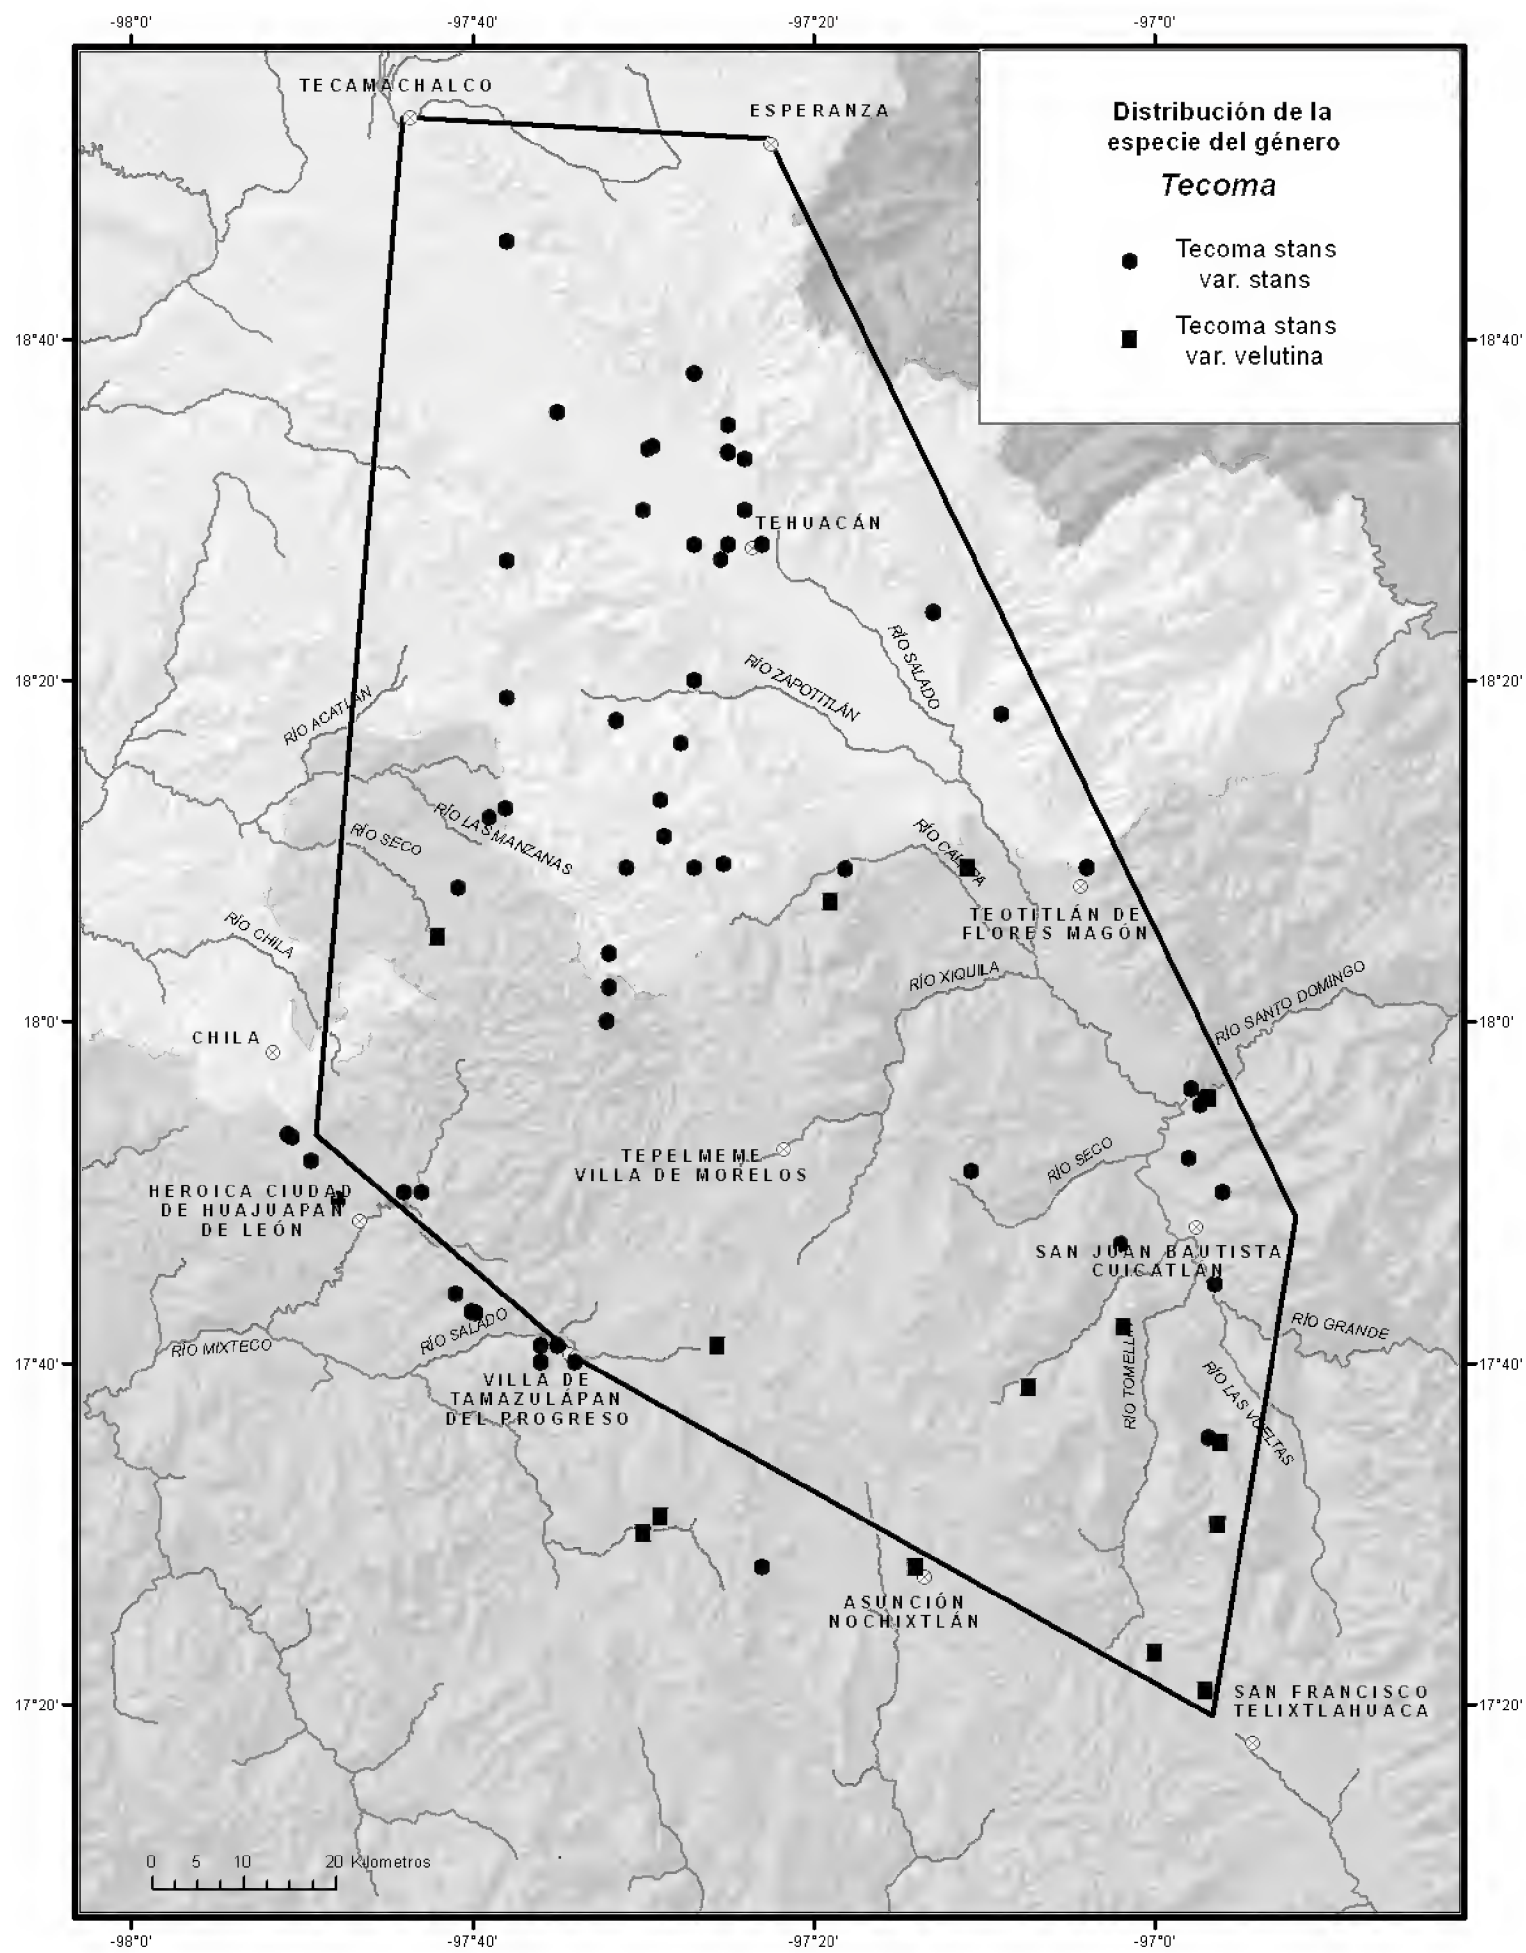 -98°0'
-97°40'
-97°20'
-97°0'
TECAMACHALCO
ESPERANZA
Distribución de la
especie del género
Tecoma
Tecoma stans
var. stans
Tecoma stans
var. velutina
18°40'
18°40'
TEHUACÁN
RÍO SALADO
RÍO ZAPOTITLÁN
18°20'
18°20'
RÍO ACATLÁN
RÍO LAS MANZANAS
RÍO SECO
RÍO CALAPA
TEOTITLÁN DE
FLORES MAGÓN
RÍO CHILA
RÍO XIQUILA
RÍO SANTO DOMINGO
18°0'
18°0'
CHILA
TEPELMEME
VILLA DE MORELOS
RÍO SECO
HEROICA CIUDAD
DE HUAJUAPAN
DE LEÓN
SAN JUAN BAUTISTA
CUICATLÁN
RÍO SALADO
RÍO MIXTECO
RÍO GRANDE
17°40'
17°40'
RÍO TOMELLÍN
RÍO LAS VUELTAS
VILLA DE
TAMAZULÁPAN
DEL PROGRESO
ASUNCIÓN
NOCHIXTLÁN
SAN FRANCISCO
TELIXTLAHUACA
17°20'
17°20'
0 5 10 20 Kilometros
-98°0'
-97°40'
-97°20'
-97°0'